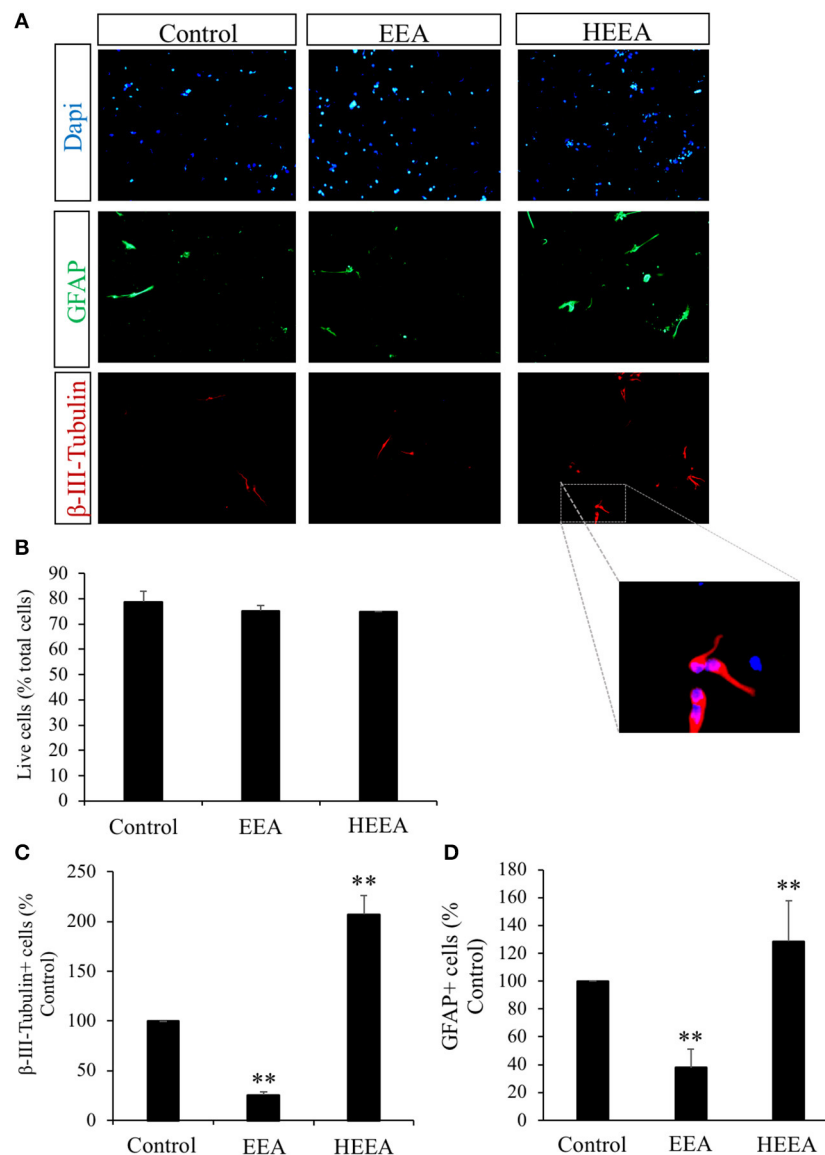 A
Control
EEA
HEEA
Dapi
GFAP
β-III-Tubulin
B
Live cells (% total cells)
90
80
70
60
50
40
30
20
10
0
Control
EEA
HEEA
C
β-III-Tubulin+ cells (%
Control)
250
200
150
100
50
0
**
**
Control
EEA
HEEA
D
GFAP+ cells (%
Control)
180
160
140
120
100
80
60
40
20
0
**
**
Control
EEA
HEEA